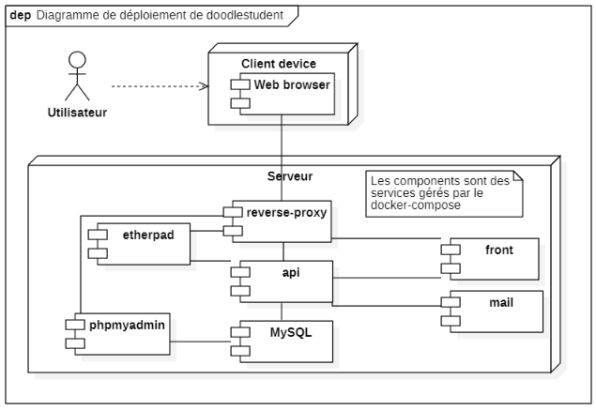 dep Diagramme de déploiement de doodlestudent
Client device
Web browser
Utilisateur
Serveur
Les components sont des
services gérés par le
docker-compose
reverse-proxy
etherpad
front
api
mail
phpmyadmin
MySQL